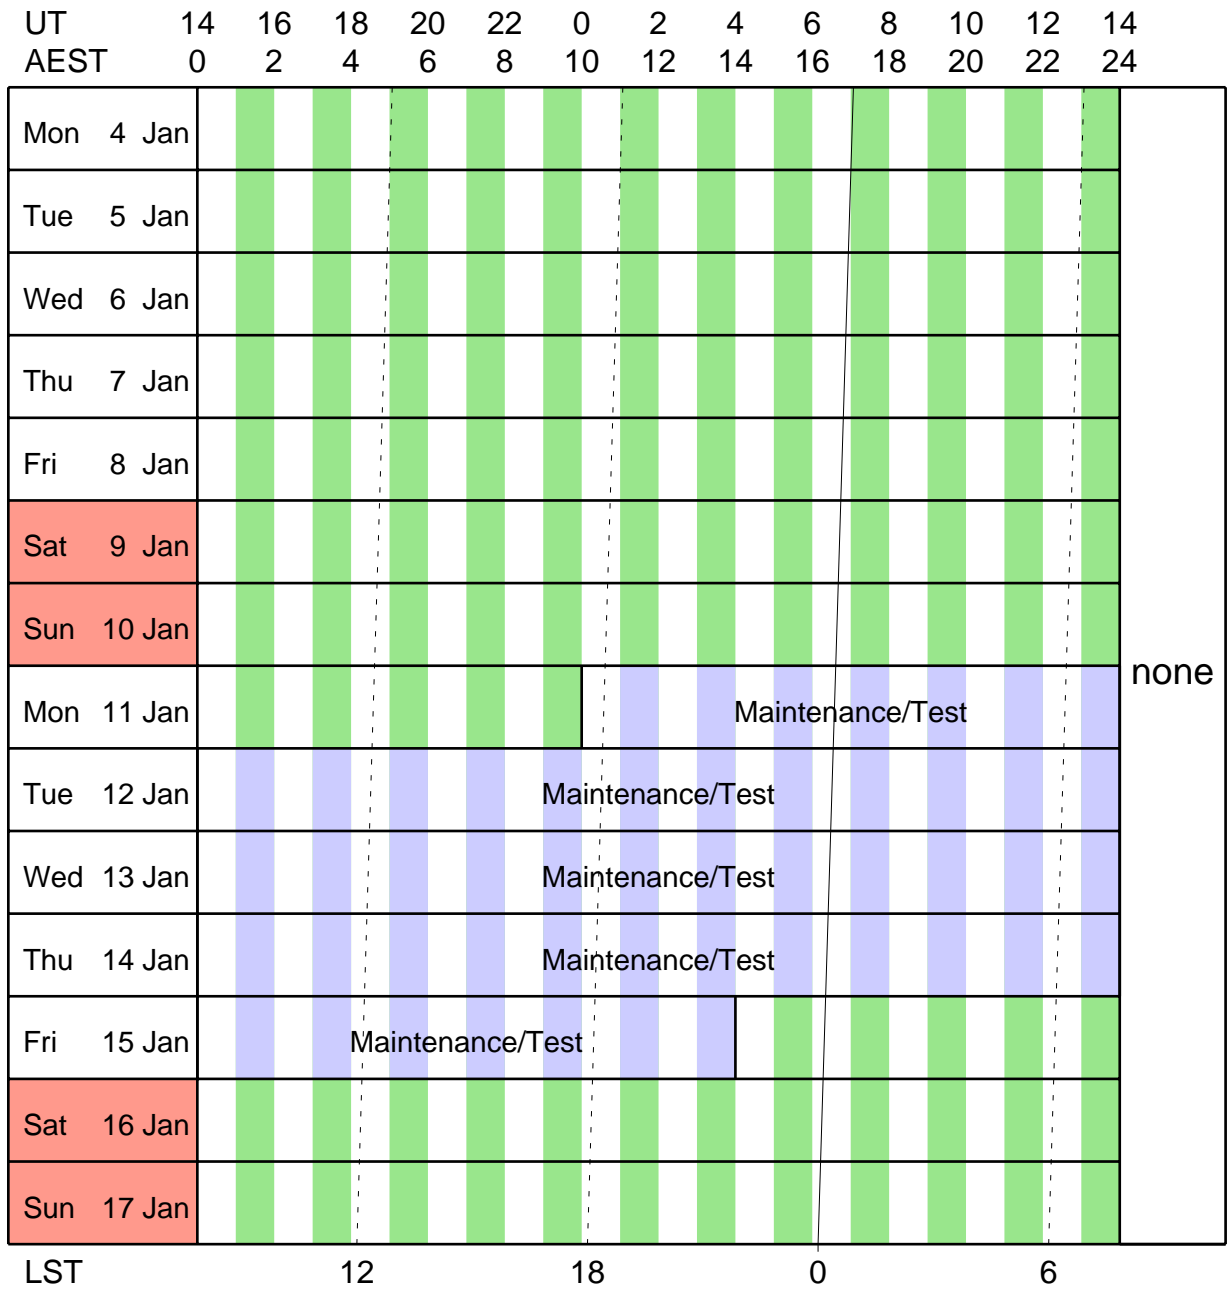 UT 14 16 18 20 22 0 2 4 6 8 10 12 14
AEST 0 2 4 6 8 10 12 14 16 18 20 22 24
Mon 4 Jan
Tue 5 Jan
Wed 6 Jan
Thu 7 Jan
Fri 8 Jan
Sat 9 Jan
Sun 10 Jan
none
Mon 11 Jan Maintenance/Test
Tue 12 Jan Maintenance/Test
Wed 13 Jan Maintenance/Test
Thu 14 Jan Maintenance/Test
Fri 15 Jan Maintenance/Test
Sat 16 Jan
Sun 17 Jan
LST 12 18 0 6